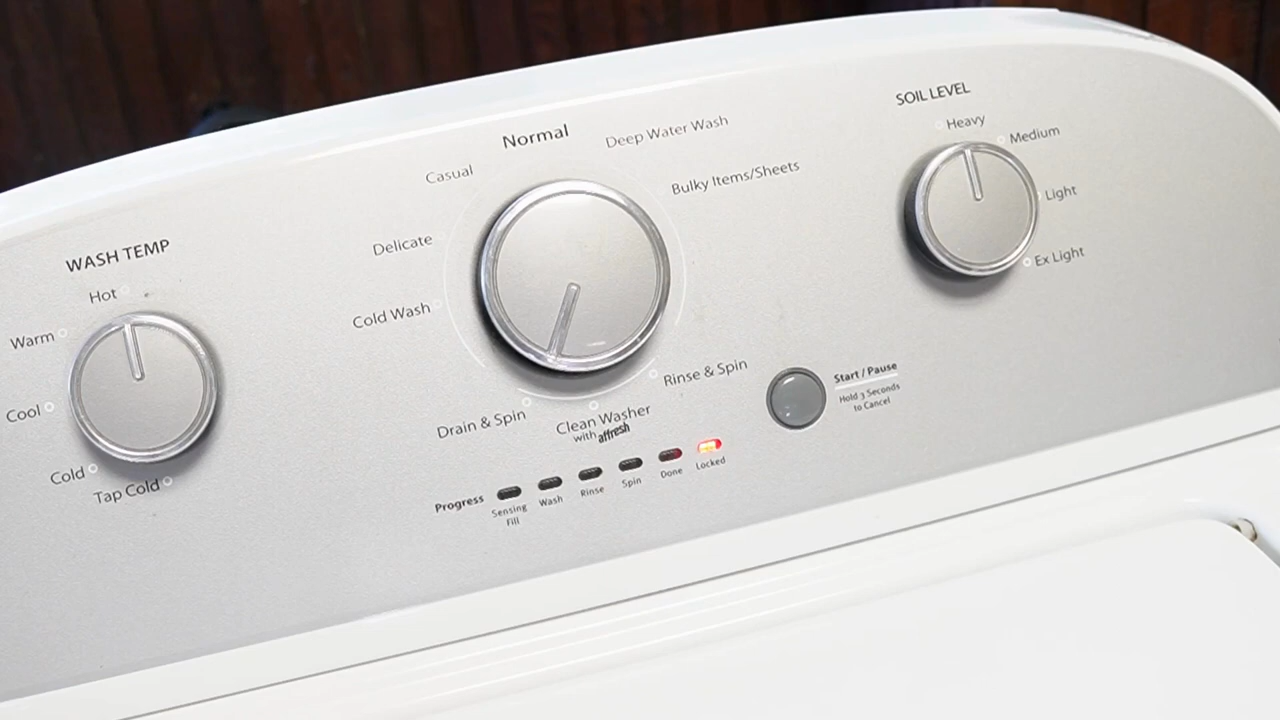 WASH TEMP
Hot
Warm
Cool
Cold
Tap Cold
Normal
Casual
Delicate
Cold Wash
Drain & Spin
Deep Water Wash
Bulky Items/Sheets
Rinse & Spin
Clean Washer
with affresh
Progress
Sensing
Fill
Wash
Rinse
Spin
Done
Locked
Start / Pause
Hold 3 Seconds
to Cancel
SOIL LEVEL
Heavy
Medium
Light
Ex Light